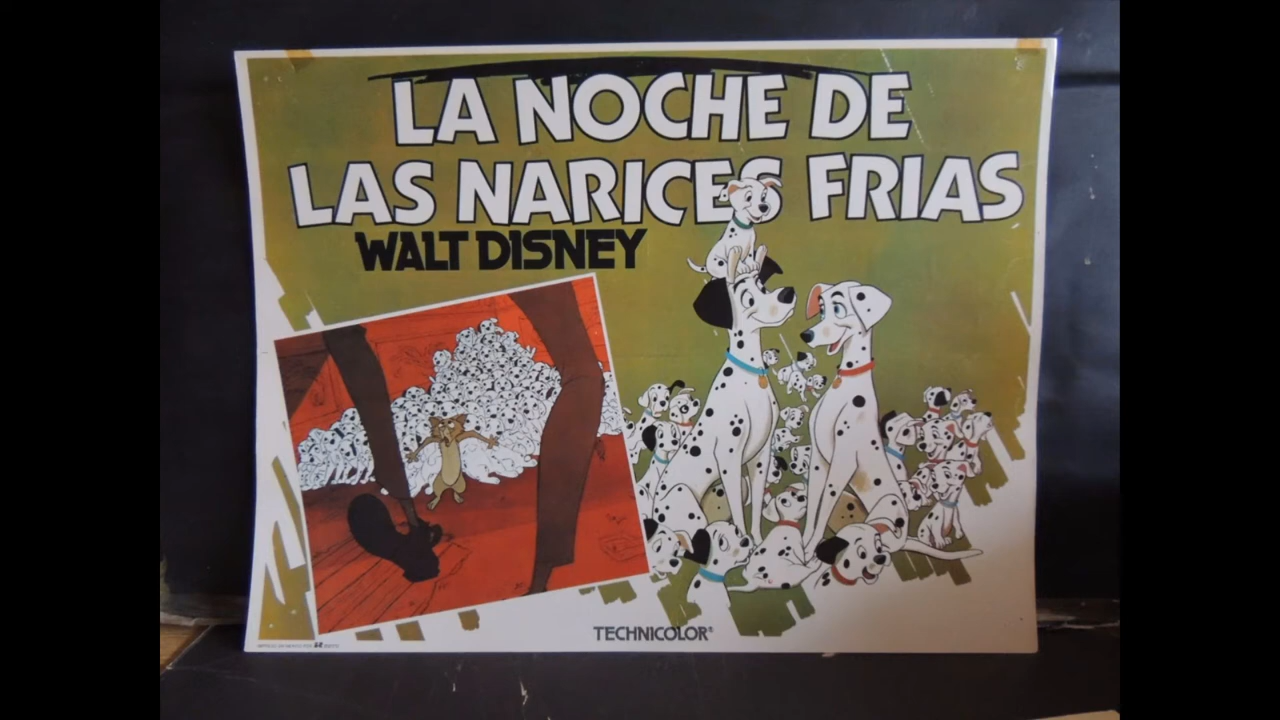 LA NOCHE DE
LAS NARICES FRIAS
WALT DISNEY
TECHNICOLOR®